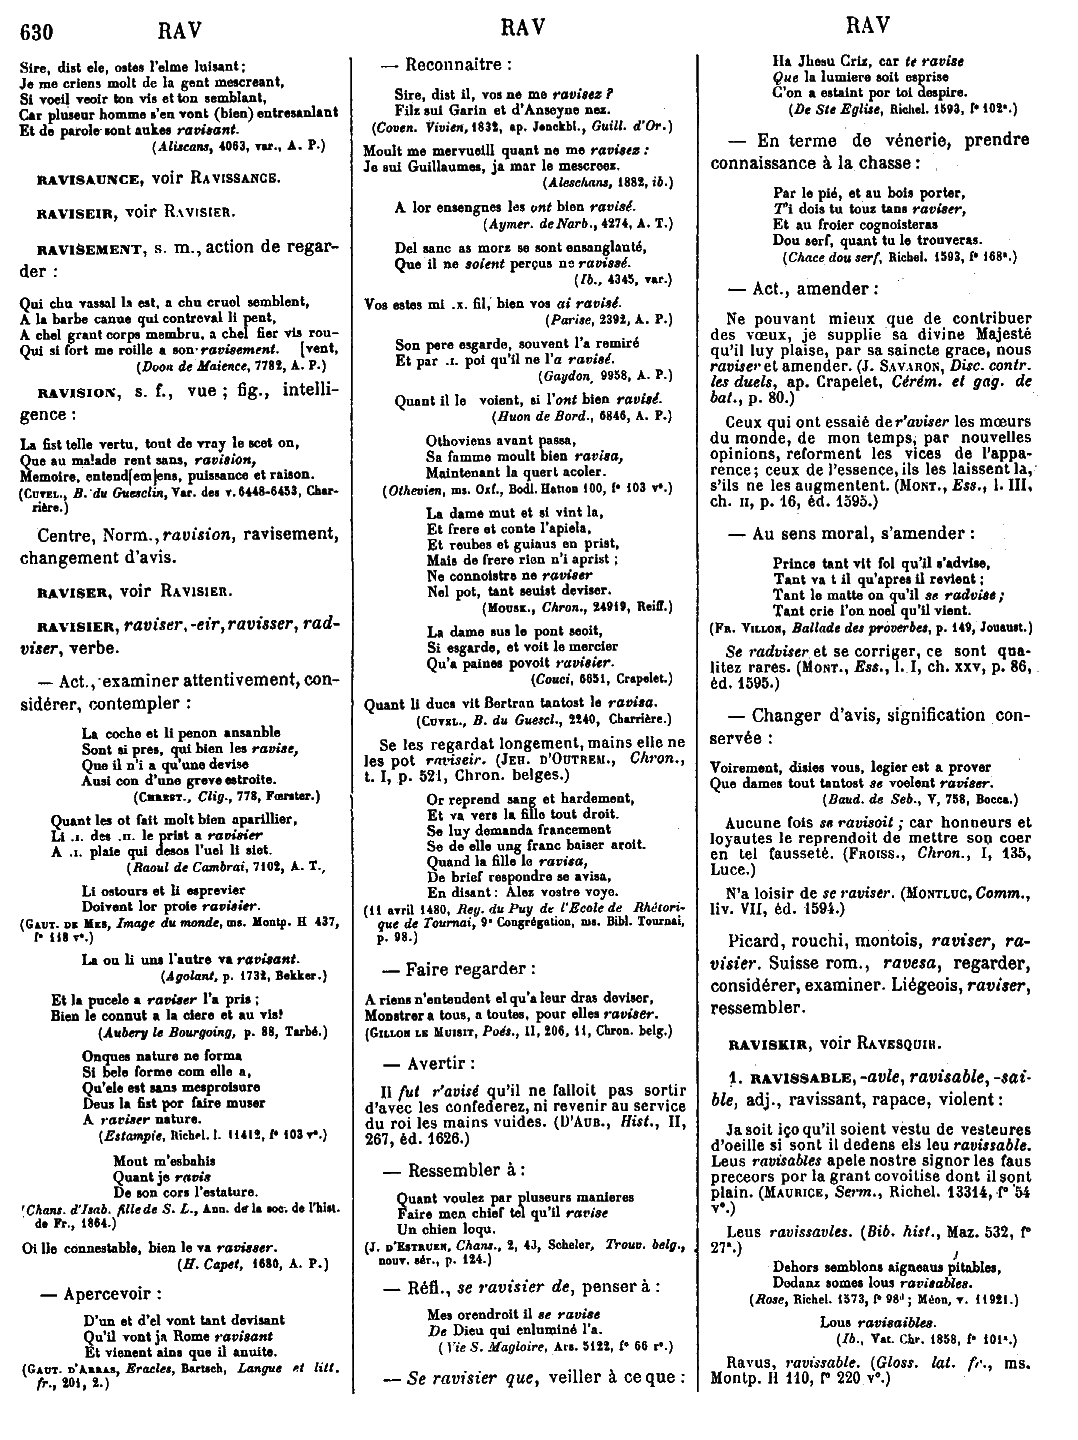 630 RAV RAV RAV
Sire, dist ele, ostes l'elme luisant;
Je me criens molt de la gent mescreant,
Si voeil veoir ton vis et ton semblant,
Car pluseur homme s'en vont (bien) entresanlant
Et de parole sont aukes ravisant.
(Aliscans, 4063, var., A. P.)
RAVISAUNCE, voir RAVISSANCE.
RAVISEIR, voir RAVISIER.
RAVISEMENT, s. m., action de regar-
der :
Qui chu vassal la est, a chu cruol semblent,
A la barbe canue qui contreval li pent,
A chel grant corps membru, a chel fier vis rou-
Qui si fort me roille a son ravisement. [vent,
(Doon de Maience, 7782, A. P.)
RAVISION, s. f., vue ; fig., intelli-
gence :
La fist telle vertu, tout de vray le scet on,
Que au malade rent sans, ravision,
Memoire, entend[em]ens, puissance et raison.
(CUVEL., B. du Guesclin, Var. des v. 6448-6453, Char-
rière.)
Centre, Norm., ravision, ravisement,
changement d'avis.
RAVISER, voir RAVISIER.
RAVISIER, raviser, -eir, ravisser, rad-
viser, verbe.
— Act., examiner attentivement, con-
sidérer, contempler :
La coche et li penon ansanble
Sont si pres, qui bien les ravise,
Que il n'i a qu'une devise
Ausi con d'une greve estroite.
(CHREST., Clig., 778, Fœrster.)
Quant les ot fait molt bien aparillier,
Li .I. des .II. le prist a ravisier
A .I. plaie qui desos l'uel li siet.
(Raoul de Cambrai, 7102, A. T.,
Li ostours et li esprevier
Doivent lor proie ravisier.
(GAUT. DE MES, Image du monde, ms. Montp. H 437,
f° 118 v°.)
La ou li uns l'autre va ravisant.
(Agolant, p. 1732, Bekker.)
Et la pucele a raviser l'a pris ;
Bien le connut a la ciere et au vis!
(Aubery le Bourgoing, p. 88, Tarbé.)
Onques nature ne forma
Si bele forme com elle a,
Qu'ele est sans mesproisure
Deus la fist por faire muser
A raviser nature.
(Estampie, Richel. l. 11412, f° 103 v°.)
Mout m'esbahis
Quant je ravis
De son cors l'estature.
(Chans. d'Isab. fille de S. L., Ann. de la soc. de l'hist.
de Fr., 1864.)
Oi lle connestable, bien le va ravisser.
(H. Capet, 1680, A. P.)
— Apercevoir :
D'un et d'el vont tant devisant
Qu'il vont ja Rome ravisant
Et vienent ains que il anuite.
(GAUT. D'ARRAS, Eracles, Bartsch, Langue et litt.
fr., 201, 2.)
— Reconnaitre :
Sire, dist il, vos ne me ravisez ?
Filz sui Garin et d'Anseyne nez.
(Coven. Vivien, 1832, ap. Jonckbl., Guill. d'Or.)
Moult me mervueill quant ne me ravisez :
Je sui Guillaumes, ja mar le mescroez.
(Aleschans, 1882, ib.)
A lor ensengnes les ont bien ravisé.
(Aymer. de Narb., 4274, A. T.)
Del sanc as morz se sont ensanglanté,
Que il ne soient perçus ne ravissé.
(Ib., 4345, var.)
Vos estes mi .x. fil, bien vos ai ravisé.
(Parise, 2392, A. P.)
Son pere esgarde, souvent l'a remiré
Et par .I. poi qu'il ne l'a ravisé.
(Gaydon, 9958, A. P.)
Quant il le voient, si l'ont bien ravisé.
(Huon de Bord., 6846, A. P.)
Othoviens avant passa,
Sa famme moult bien ravisa,
Maintenant la quert acoler.
(Othevien, ms. Oxf., Bodl. Hatton 100, f° 103 v°.)
La dame mut et si vint la,
Et frere et conte l'apiela,
Et reubes et guiaus en prist,
Mais de frere rien n'i aprist ;
Ne connoistre ne raviser
Nel pot, tant seuist deviser.
(MOUSK., Chron., 24919, Reiff.)
La dame sus le pont seoit,
Si esgarde, et voit le mercier
Qu'a paines povoit ravisier.
(Couci, 6651, Crapelet.)
Quant li ducs vit Bertran tantost le ravisa.
(CUVEL., B. du Guescl., 2240, Charrière.)
Se les regardat longement, mains elle ne
les pot raviseir. (JEH. D'OUTREM., Chron.,
t. I, p. 521, Chron. belges.)
Or reprend sang et hardement,
Et va vers la fille tout droit.
Se luy demanda francement
Se de elle ung franc baiser aroit.
Quand la fille le ravisa,
De brief respondre se avisa,
En disant : Alez vostre voye.
(11 avril 1480, Reg. du Puy de l'Ecole de Rhétori-
que de Tournai, 9° Congrégation, ms. Bibl. Tournai,
p. 98.)
— Faire regarder :
A riens n'entendent el qu'a leur dras deviser,
Monstrer a tous, a toutes, pour elles raviser.
(GILLON LE MUISIT, Poés., II, 206, 11, Chron. belg.)
— Avertir :
Il fut r'avisé qu'il ne falloit pas sortir
d'avec les confederez, ni revenir au service
du roi les mains vuides. (D'AUB., Hist., II,
267, éd. 1626.)
— Ressembler à :
Quant voulez par pluseurs manieres
Faire men chief tel qu'il ravise
Un chien loqu.
(J. D'ESTRUEN, Chans., 2, 43, Scheler, Trouv. belg.,
nouv. sér., p. 124.)
— Réfl., se ravisier de, penser à :
Mes orendroit il se ravise
De Dieu qui enluminé l'a.
(Vie S. Magloire, Ars. 5122, f° 66 r°.)
— Se ravisier que, veiller à ce que :
Ha Jhesu Criz, car te ravise
Que la lumiere soit esprise
C'on a estaint por toi despire.
(De Ste Eglise, Richel. 1593, f° 102ª.)
— En terme de vénerie, prendre
connaissance à la chasse :
Par le pié, et au bois porter,
T'i dois tu touz tans raviser,
Et au froier cognoisteras
Dou serf, quant tu le trouveras.
(Chace dou serf, Richel. 1593, f° 168ª.)
— Act., amender :
Ne pouvant mieux que de contribuer
des vœux, je supplie sa divine Majesté
qu'il luy plaise, par sa saincte grace, nous
raviser et amender. (J. SAVARON, Disc. contr.
les duels, ap. Crapelet, Cérém. et gag. de
bat., p. 80.)
Ceux qui ont essaié de r'aviser les mœurs
du monde, de mon temps, par nouvelles
opinions, reforment les vices de l'appa-
rence; ceux de l'essence, ils les laissent la,
s'ils ne les augmentent. (MONT., Ess., l. III,
ch. II, p. 16, éd. 1595.)
— Au sens moral, s'amender :
Prince tant vit fol qu'il s'advise,
Tant va t il qu'apres il revient ;
Tant le matte on qu'il se radvise ;
Tant crie l'on noel qu'il vient.
(FR. VILLON, Ballade des proverbes, p. 149, Jouaust.)
Se radviser et se corriger, ce sont qua-
litez rares. (MONT., Ess., l. I, ch. XXV, p. 86,
éd. 1595.)
— Changer d'avis, signification con-
servée :
Voirement, disies vous, legier est a prover
Que dames tout tantost se voelent raviser.
(Baud. de Seb., V, 758, Bocca.)
Aucune fois se ravisoit ; car honneurs et
loyautes le reprendoit de mettre son coer
en tel fausseté. (FROISS., Chron., I, 135,
Luce.)
N'a loisir de se raviser. (MONTLUC, Comm.,
liv. VII, éd. 1594.)
Picard, rouchi, montois, raviser, ra-
visier. Suisse rom., ravesa, regarder,
considérer, examiner. Liégeois, raviser,
ressembler.
RAVISKIR, voir RAVESQUIR.
1. RAVISSABLE, -avle, ravisable, -sai-
ble, adj., ravissant, rapace, violent :
Ja soit iço qu'il soient vestu de vesteures
d'oeille si sont il dedens els leu ravissable.
Leus ravisables apele nostre signor les faus
preceors por la grant covoitise dont il sont
plain. (MAURICE, Serm., Richel. 13314, f° 54
v°.)
Leus ravissavles. (Bib. hist., Maz. 532, f°
27ª.)
Dehors semblons aigneaus pitables,
Dedanz somes lous ravisables.
(Rose, Richel. 1573, f° 98ᵈ ; Méon, v. 11921.)
Lous ravisaibles.
(Ib., Vat. Chr. 1858, f° 101ª.)
Ravus, ravissable. (Gloss. lat. fr., ms.
Montp. H 110, f° 220 v°.)